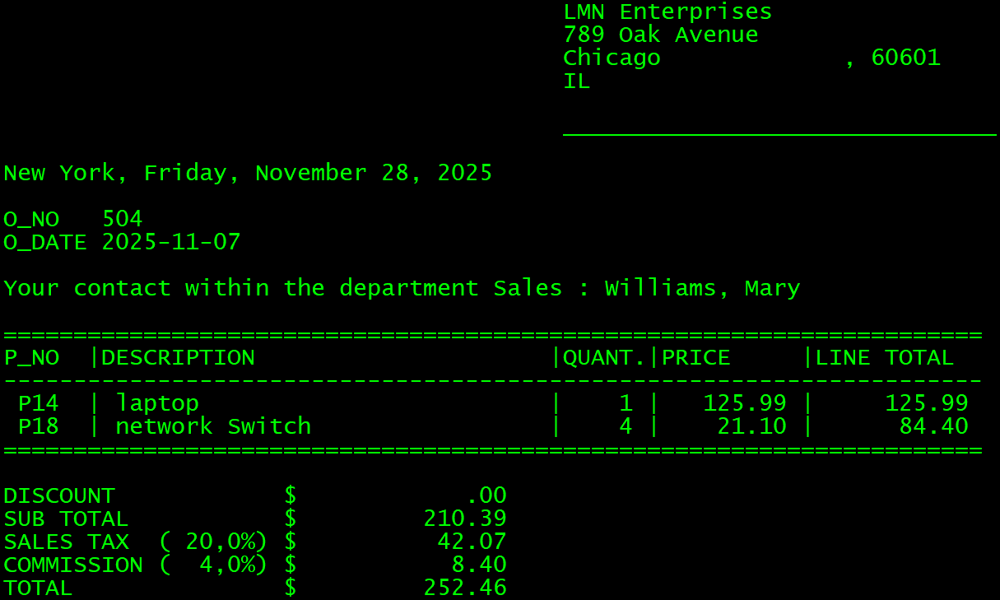 LMN Enterprises
789 Oak Avenue
Chicago             , 60601
IL
_______________________________
New York, Friday, November 28, 2025
O_NO   504
O_DATE 2025-11-07
Your contact within the department Sales : Williams, Mary
======================================================================
P_NO  |DESCRIPTION                     |QUANT.|PRICE     |LINE TOTAL
----------------------------------------------------------------------
 P14  | laptop                         |    1 |   125.99 |     125.99
 P18  | network Switch                 |    4 |    21.10 |      84.40
======================================================================
DISCOUNT            $            .00
SUB TOTAL           $         210.39
SALES TAX  ( 20,0%) $          42.07
COMMISSION (  4,0%) $           8.40
TOTAL               $         252.46